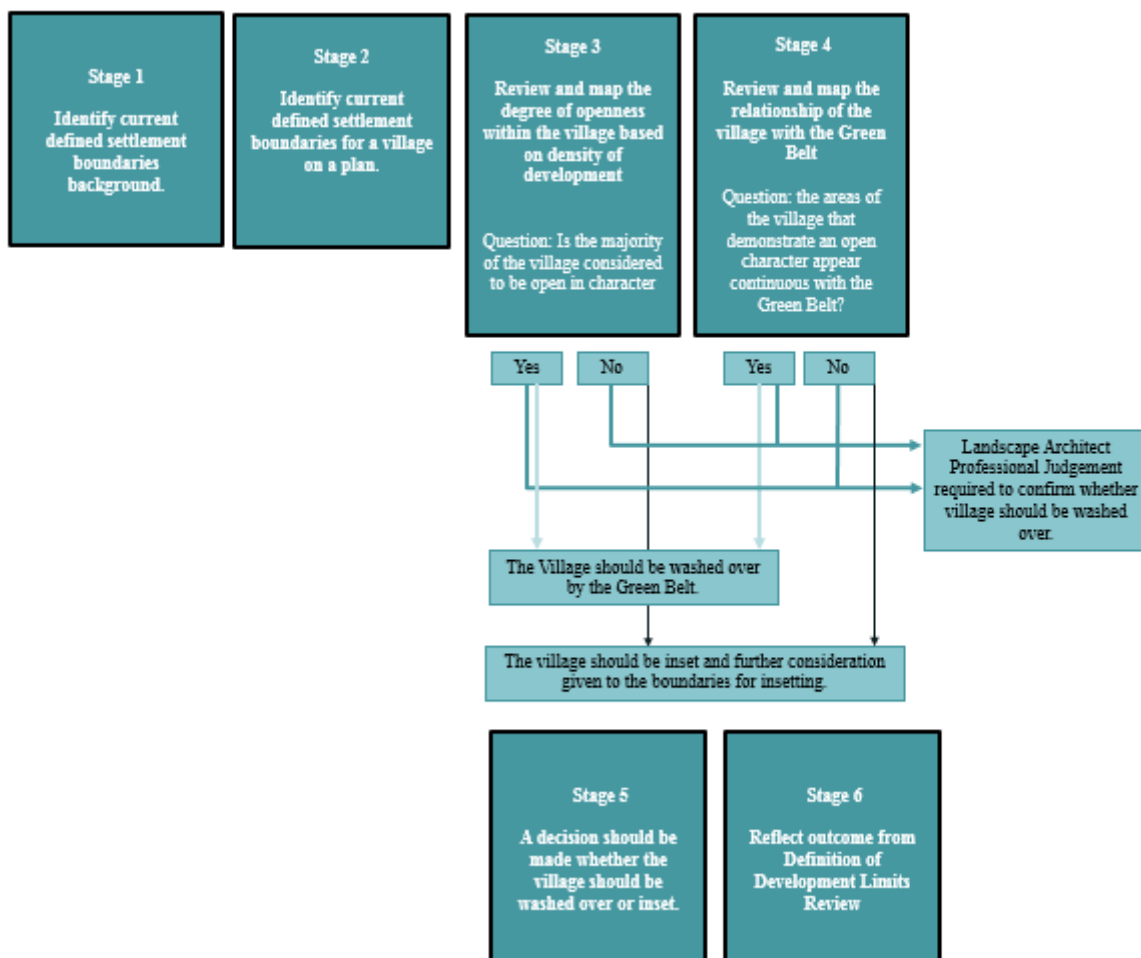 Stage 1
Identify current
defined settlement
boundaries
background.
Stage 2
Identify current
defined settlement
boundaries for a village
on a plan.
Stage 3
Review and map the
degree of openness
within the village based
on density of
development
Question: Is the majority
of the village considered
to be open in character
Stage 4
Review and map the
relationship of the
village with the Green
Belt
Question: the areas of
the village that
demonstrate an open
character appear
continuous with the
Green Belt?
Yes
No
Yes
No
Landscape Architect
Professional Judgement
required to confirm whether
village should be washed
over.
The Village should be washed over
by the Green Belt.
The village should be inset and further consideration
given to the boundaries for insetting.
Stage 5
A decision should be
made whether the
village should be
washed over or inset.
Stage 6
Reflect outcome from
Definition of
Development Limits
Review